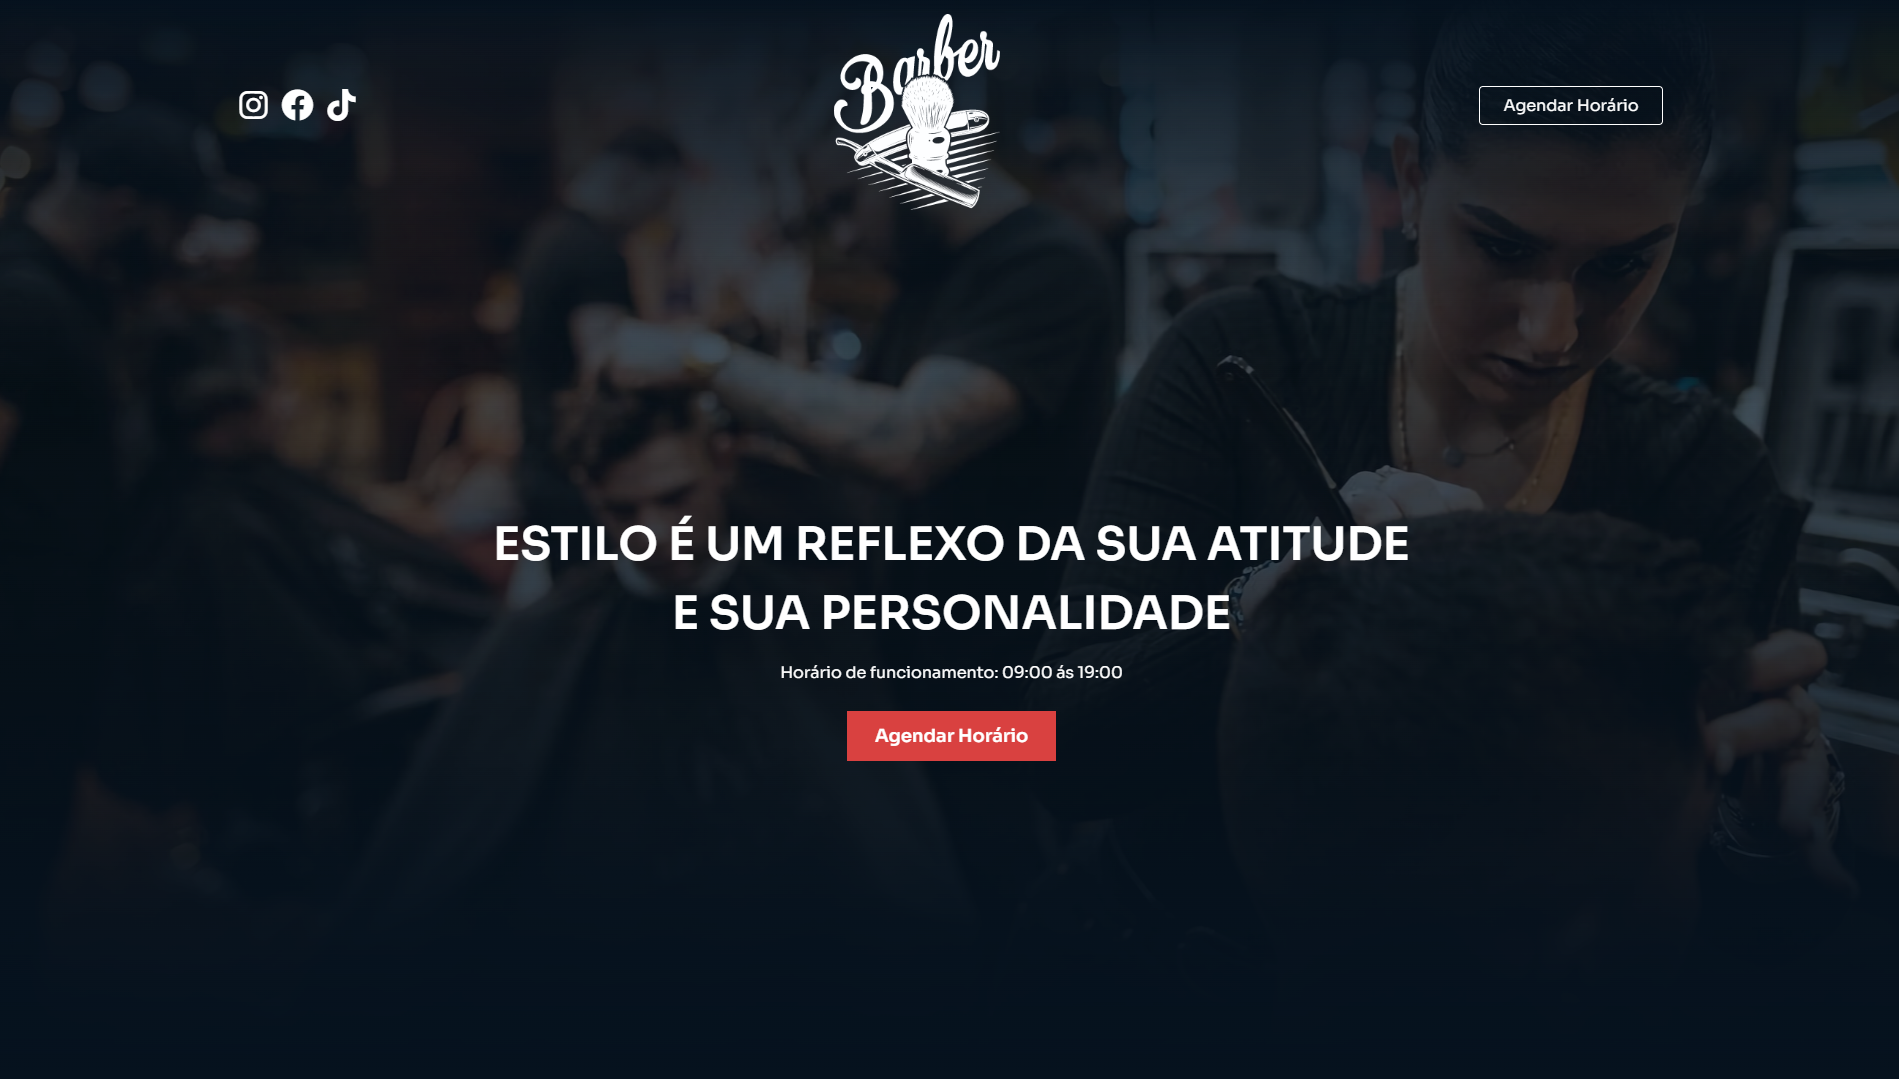 Barber
Agendar Horário
ESTILO É UM REFLEXO DA SUA ATITUDE
E SUA PERSONALIDADE
Horário de funcionamento: 09:00 ás 19:00
Agendar Horário